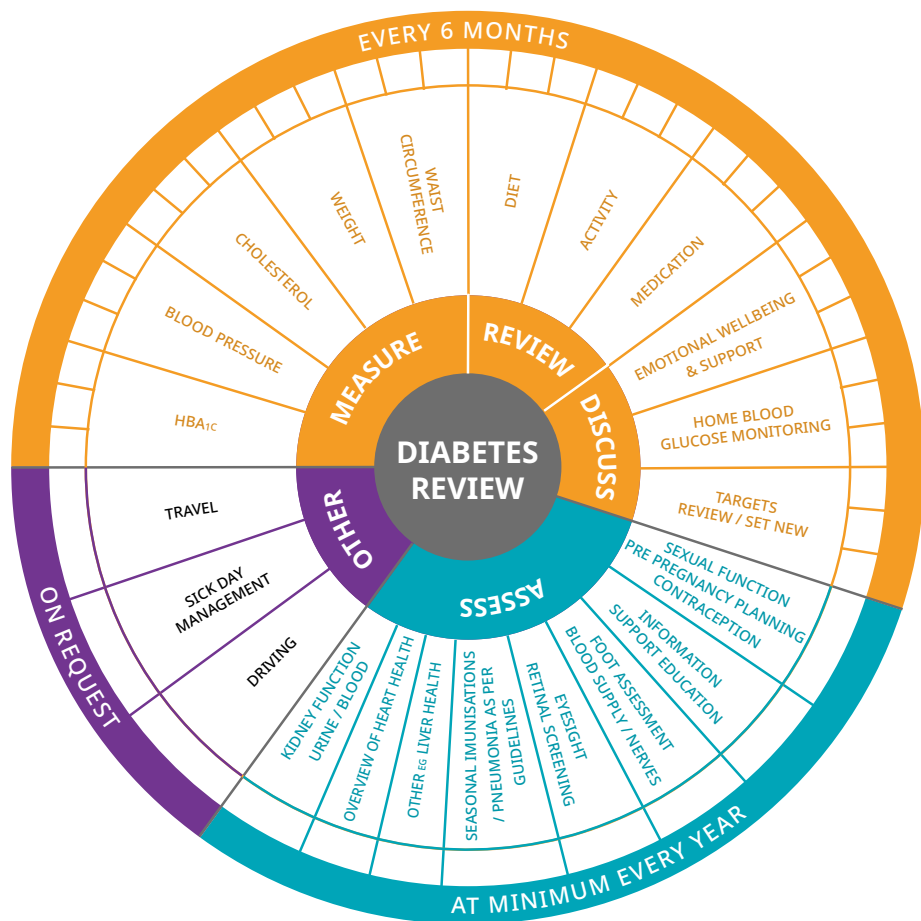 EVERY 6 MONTHS
DIABETES
REVIEW
MEASURE
HBA1C
BLOOD PRESSURE
CHOLESTEROL
WEIGHT
WAIST
CIRCUMFERENCE
REVIEW
DIET
ACTIVITY
MEDICATION
DISCUSS
EMOTIONAL WELLBEING
& SUPPORT
HOME BLOOD
GLUCOSE MONITORING
TARGETS
REVIEW / SET NEW
ASSESS
SEXUAL FUNCTION
PRE PREGNANCY PLANNING
CONTRACEPTION
INFORMATION
SUPPORT EDUCATION
FOOT ASSESSMENT
BLOOD SUPPLY / NERVES
EYESIGHT
RETINAL SCREENING
SEASONAL IMUNISATIONS
/ PNEUMONIA AS PER
GUIDELINES
OTHER EG LIVER HEALTH
OVERVIEW OF HEART HEALTH
KIDNEY FUNCTION
URINE / BLOOD
AT MINIMUM EVERY YEAR
OTHER
DRIVING
SICK DAY
MANAGEMENT
TRAVEL
ON REQUEST